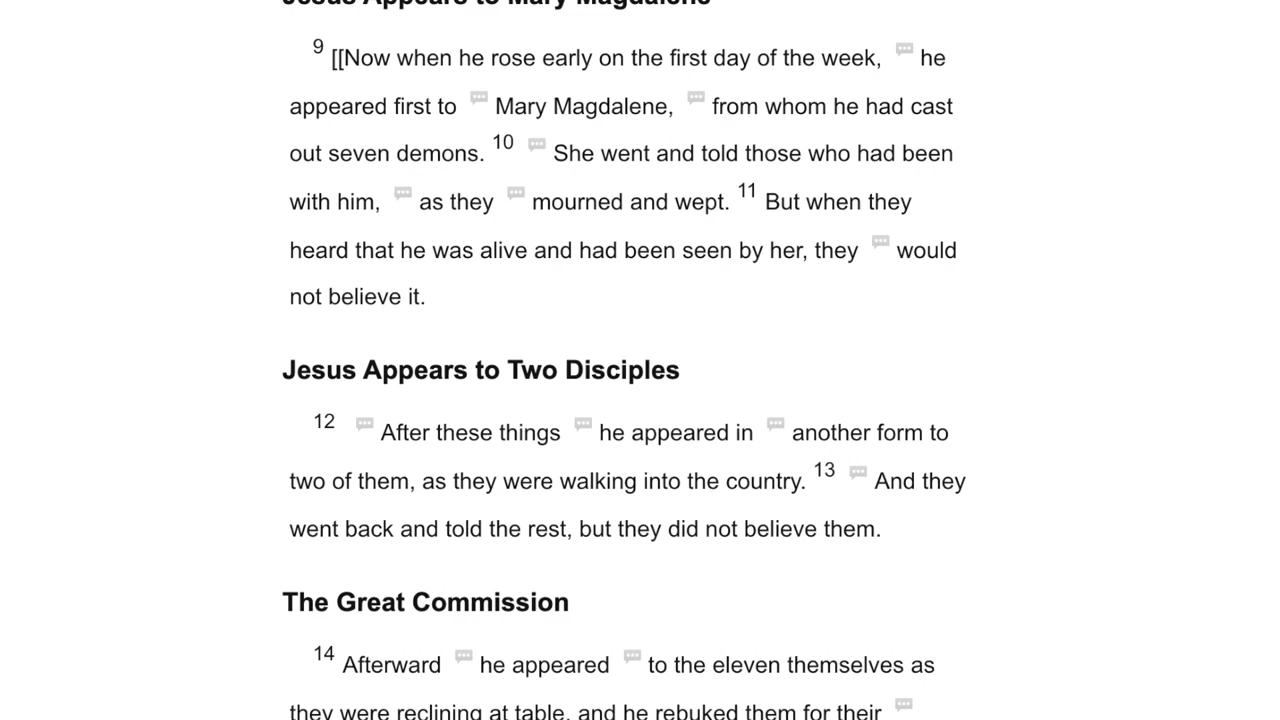 Jesus Appears to Mary Magdalene
9 [[Now when he rose early on the first day of the week, he
appeared first to Mary Magdalene, from whom he had cast
out seven demons. 10 She went and told those who had been
with him, as they mourned and wept. 11 But when they
heard that he was alive and had been seen by her, they would
not believe it.
Jesus Appears to Two Disciples
12 After these things he appeared in another form to
two of them, as they were walking into the country. 13 And they
went back and told the rest, but they did not believe them.
The Great Commission
14 Afterward he appeared to the eleven themselves as
they were reclining at table, and he rebuked them for their